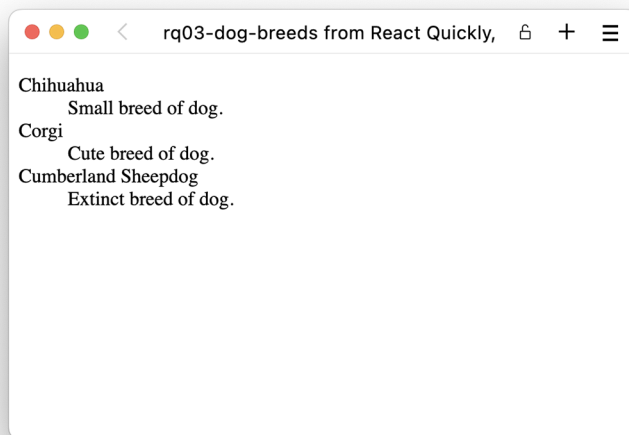 rq03-dog-breeds from React Quickly,
Chihuahua
Small breed of dog.
Corgi
Cute breed of dog.
Cumberland Sheepdog
Extinct breed of dog.